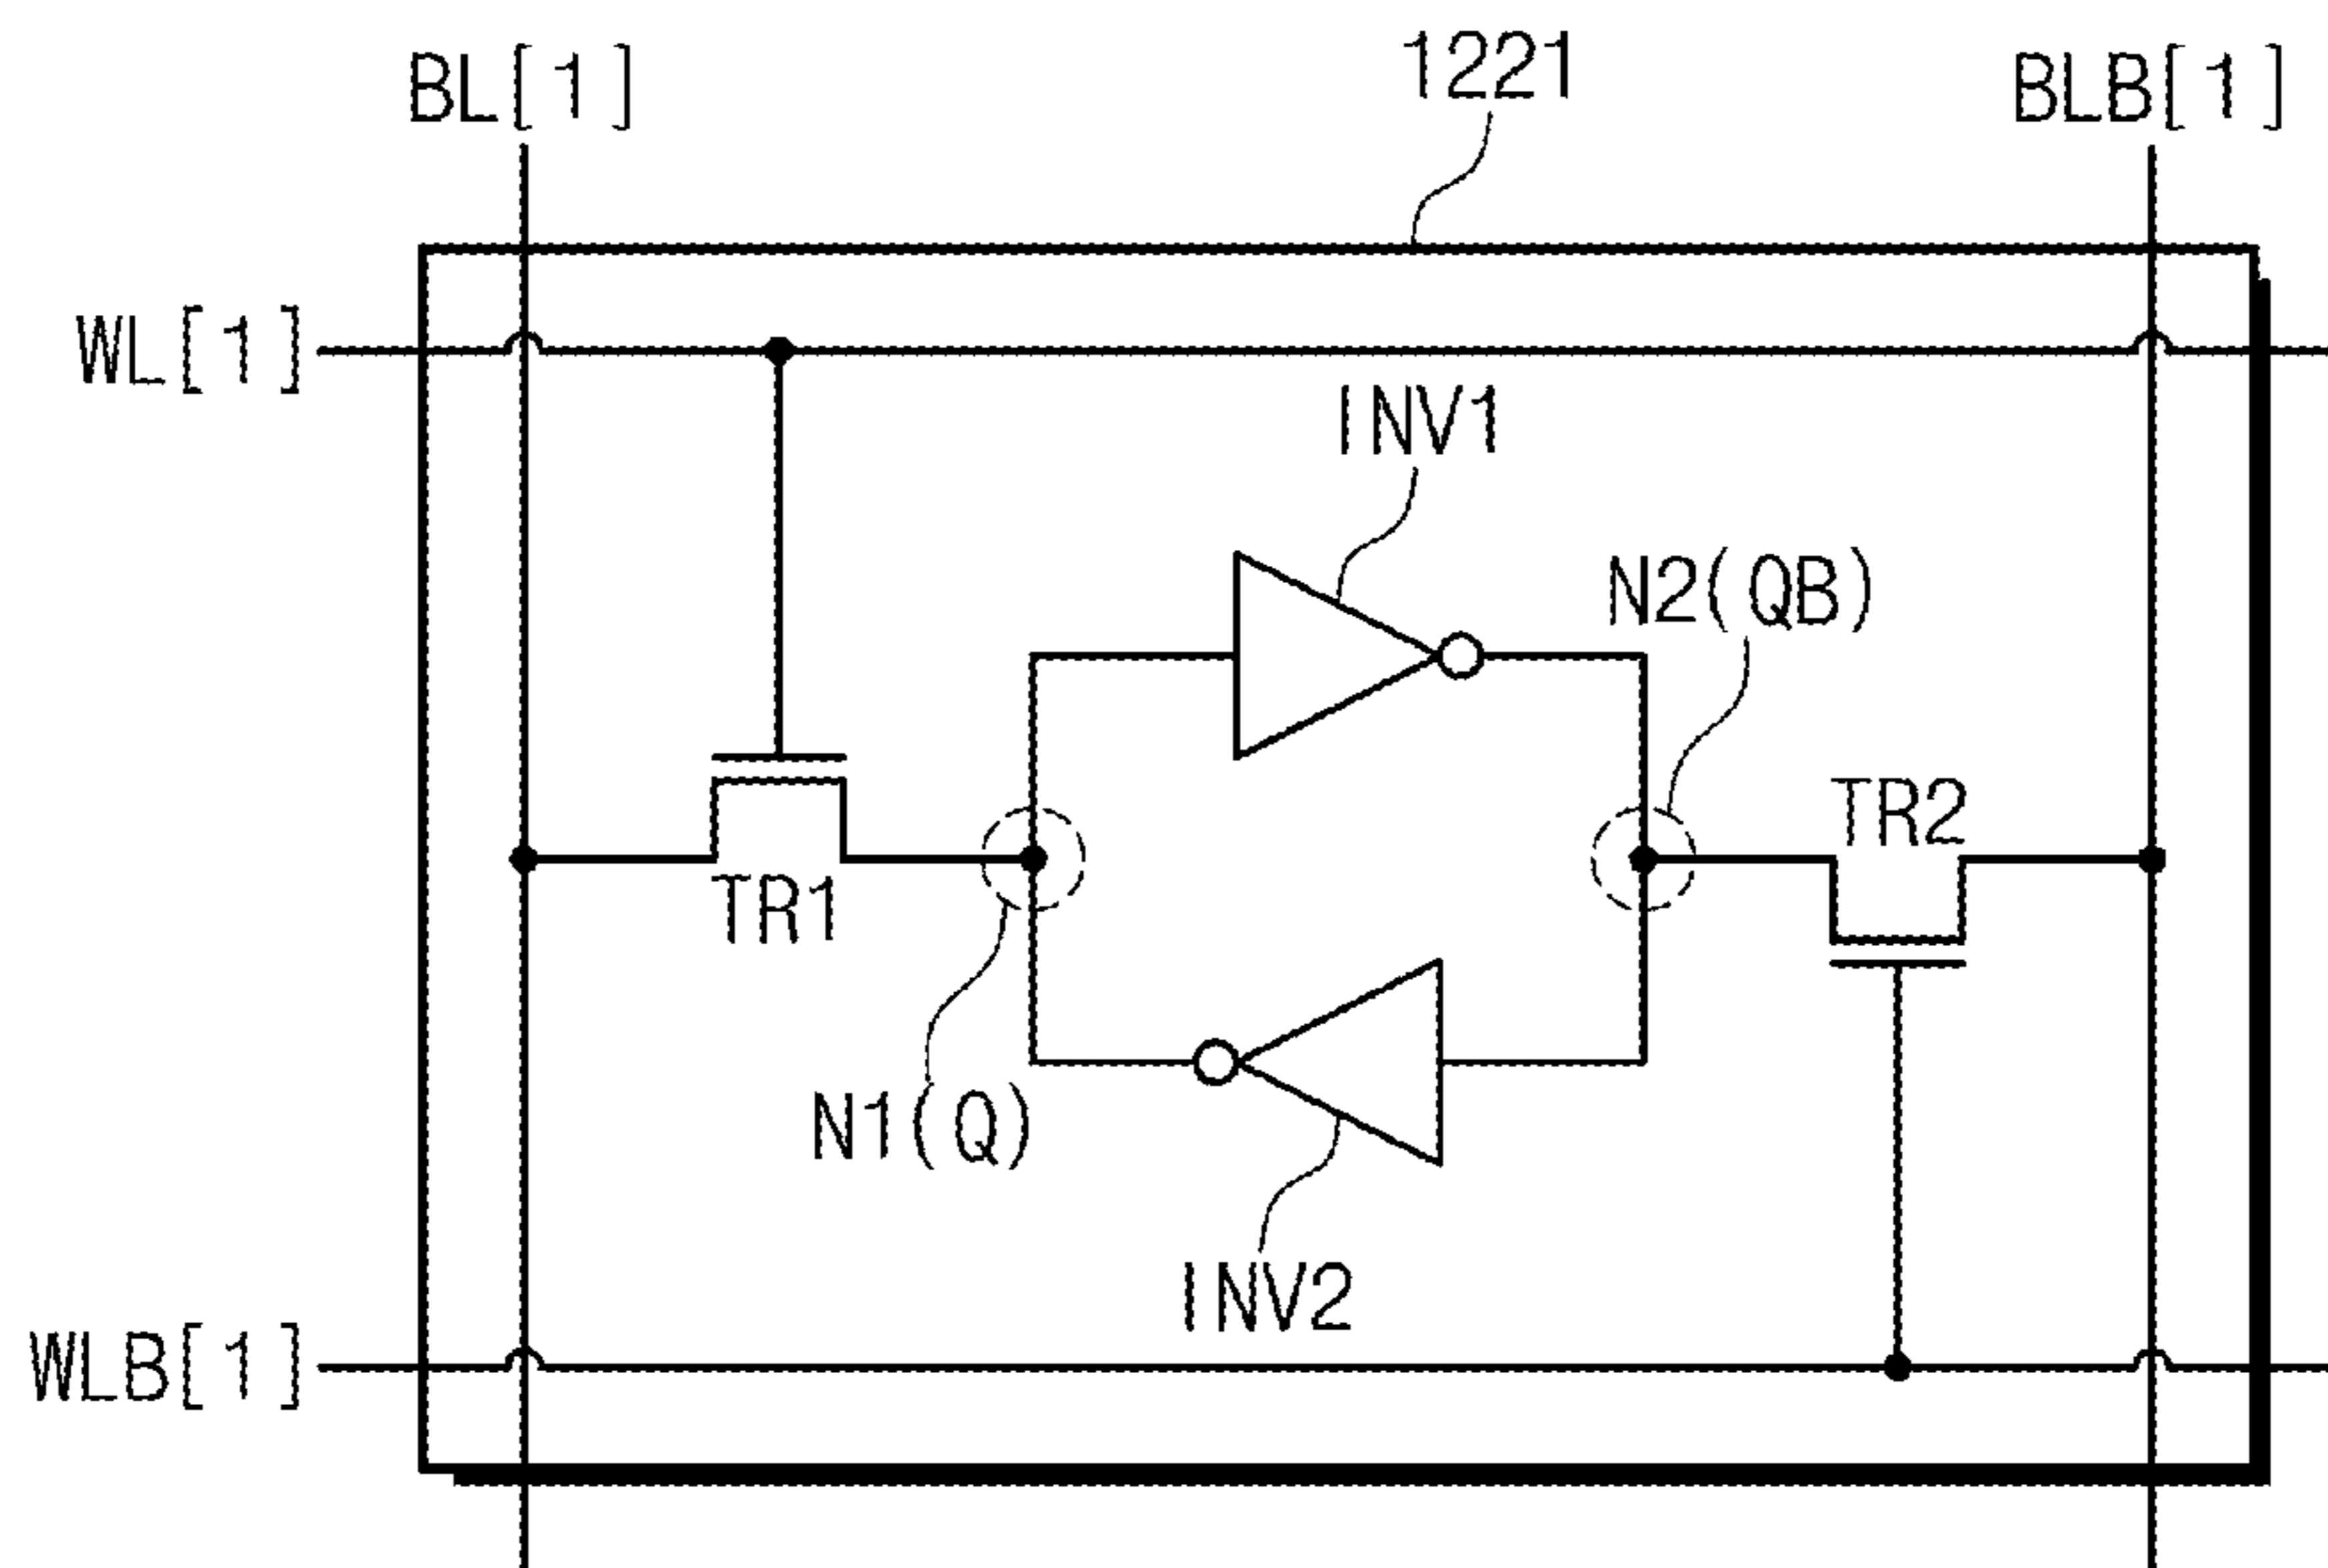 1221
BL[1]
BLB[1]
WL[1]
INV1
N2(QB)
TR2
TR1
N1(Q)
INV2
WLB[1]